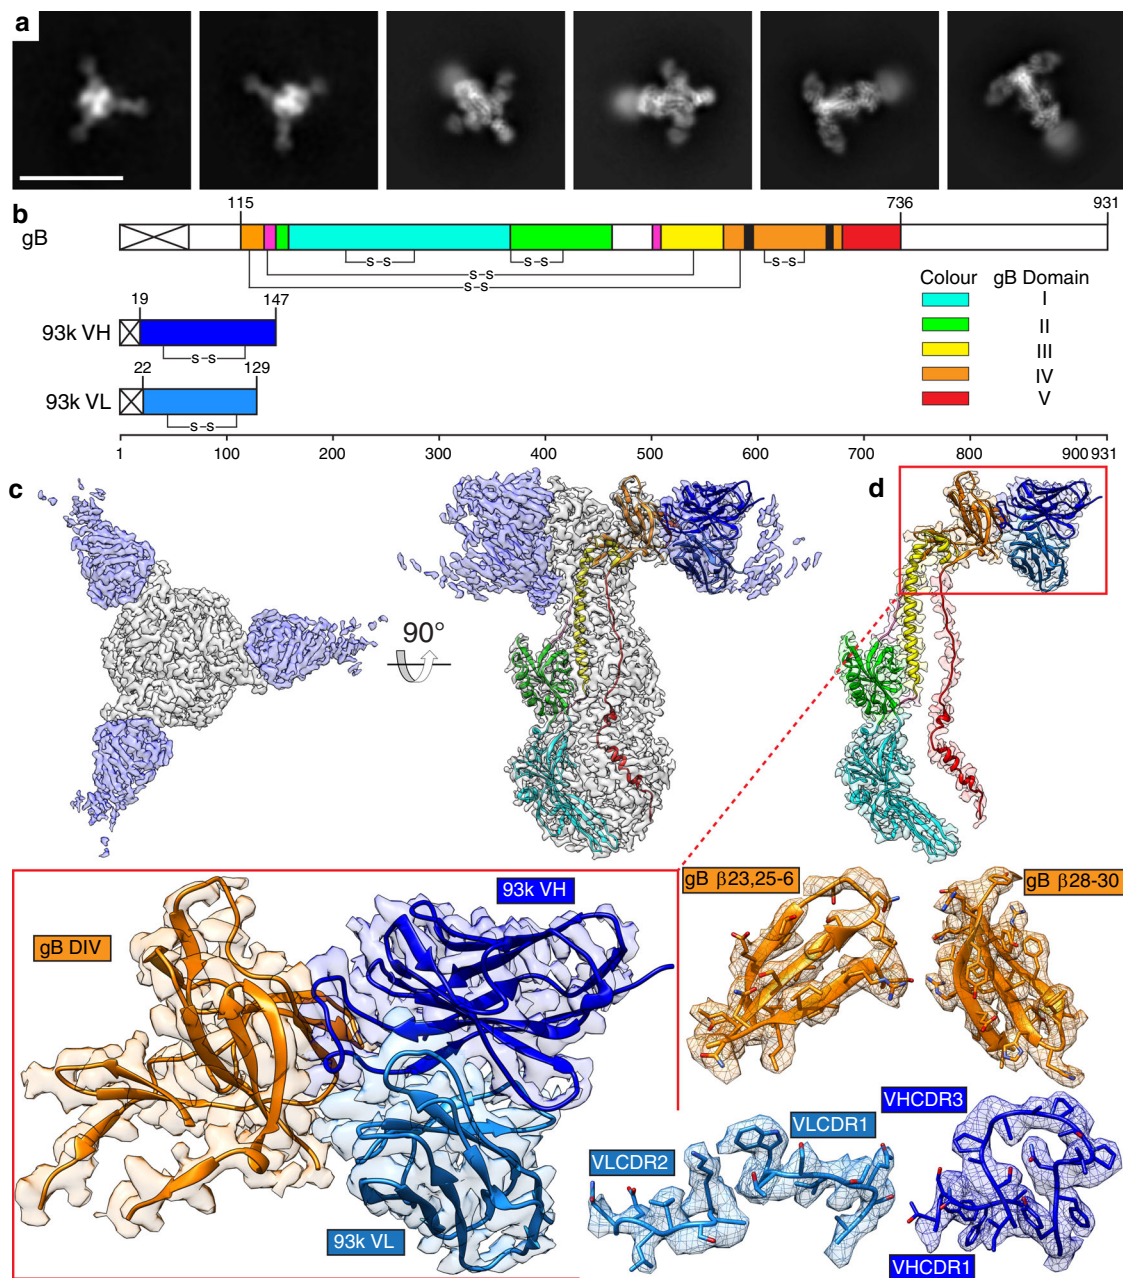 a
b
115
736
931
gB
s-s
s-s
s-s
s-s
s-s
Colour
gB Domain
I
II
III
IV
V
19
147
93k VH
s-s
22
129
93k VL
s-s
1
100
200
300
400
500
600
700
800
900
931
c
90°
d
gB DIV
93k VH
93k VL
gB β23,25-6
gB β28-30
VLCDR2
VLCDR1
VHCDR3
VHCDR1